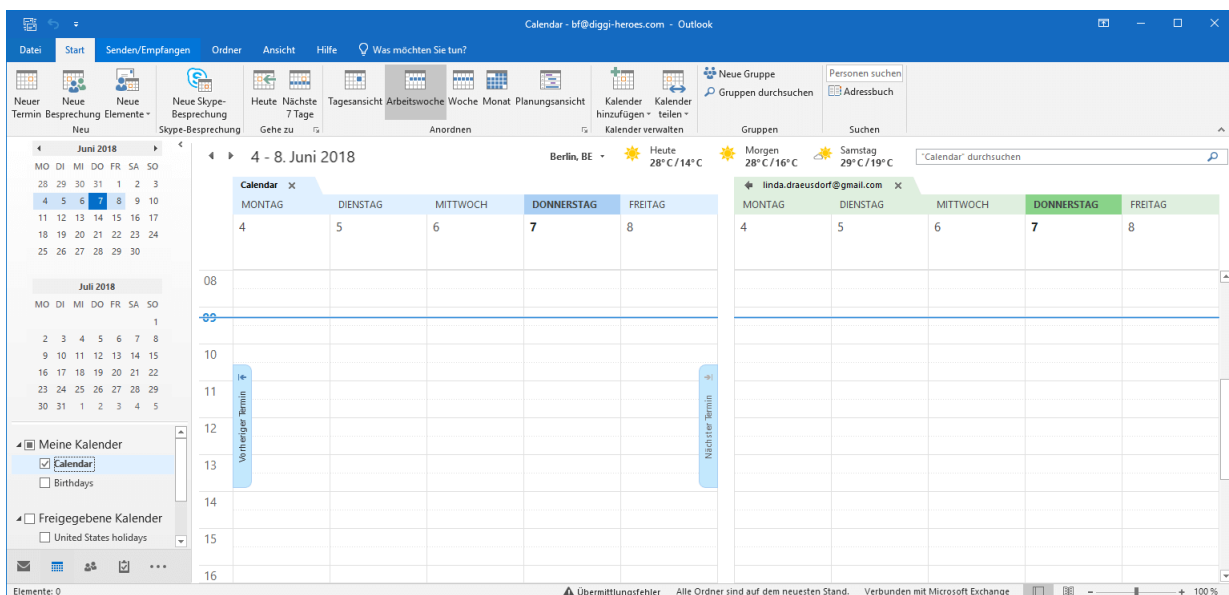 Calendar - bf@diggi-heroes.com - Outlook
Datei Start Senden/Empfangen Ordner Ansicht Hilfe Was möchten Sie tun?
Neuer Termin Neue Besprechung Neue Elemente
Neu
Neue Skype-Besprechung
Skype-Besprechung
Heute Nächste 7 Tage
Gehe zu
Tagesansicht Arbeitswoche Woche Monat Planungsansicht
Anordnen
Kalender hinzufügen Kalender teilen
Kalender verwalten
Neue Gruppe
Gruppen durchsuchen
Gruppen
Personen suchen
Adressbuch
Suchen
Juni 2018
MO DI MI DO FR SA SO
28 29 30 31 1 2 3
4 5 6 7 8 9 10
11 12 13 14 15 16 17
18 19 20 21 22 23 24
25 26 27 28 29 30
Juli 2018
MO DI MI DO FR SA SO
1
2 3 4 5 6 7 8
9 10 11 12 13 14 15
16 17 18 19 20 21 22
23 24 25 26 27 28 29
30 31 1 2 3 4 5
Meine Kalender
Calendar
Birthdays
Freigegebene Kalender
United States holidays
4 - 8. Juni 2018
Berlin, BE
Heute
28° C / 14° C
Morgen
28° C / 16° C
Samstag
29° C / 19° C
"Calendar" durchsuchen
Calendar
MONTAG DIENSTAG MITTWOCH DONNERSTAG FREITAG
4 5 6 7 8
linda.draeusdorf@gmail.com
MONTAG DIENSTAG MITTWOCH DONNERSTAG FREITAG
4 5 6 7 8
08
09
10
11
12
13
14
15
16
Vorheriger Termin
Nächster Termin
Elemente: 0
Übermittlungsfehler Alle Ordner sind auf dem neuesten Stand. Verbunden mit Microsoft Exchange 100 %